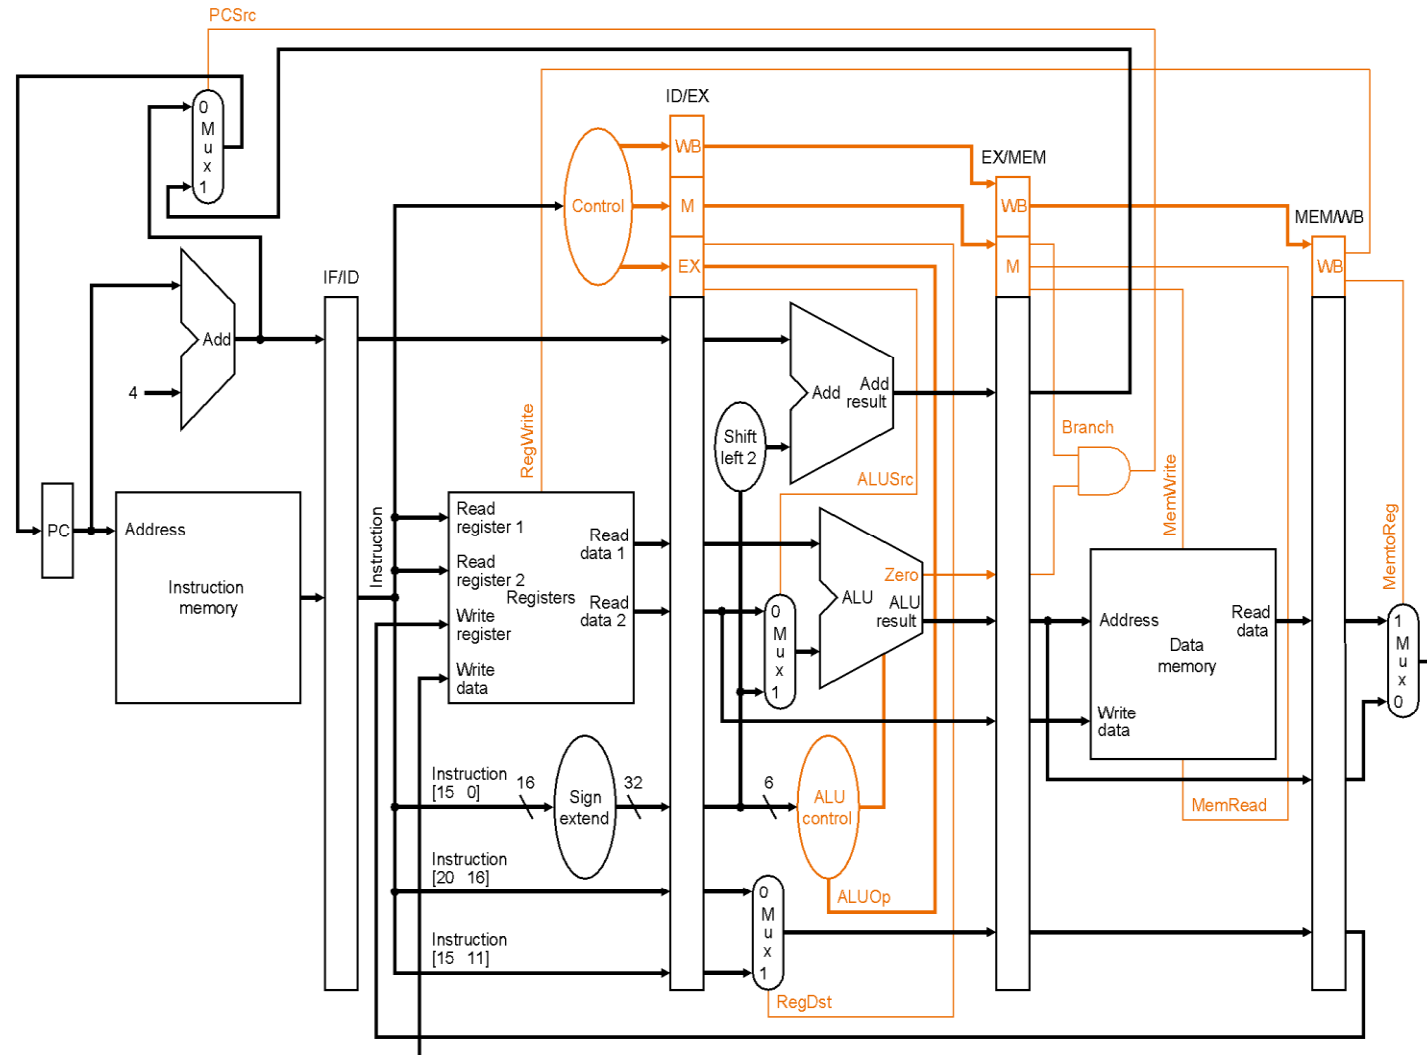 PCSrc
ID/EX
0
M
u
x
1
WB
EX/MEM
Control
M
WB
MEM/WB
IF/ID
EX
M
WB
Add
4
Add
Add
result
Shift
left 2
RegWrite
Branch
ALUSrc
MemWrite
MemtoReg
PC
Address
Instruction
memory
Instruction
Read
register 1
Read
register 2
Write
register
Write
data
Registers
Read
data 1
Read
data 2
0
M
u
x
1
Zero
ALU
ALU
result
Address
Read
data
Data
memory
Write
data
1
M
u
x
0
Instruction
[15 0]
16
Sign
extend
32
6
ALU
control
MemRead
Instruction
[20 16]
0
M
u
x
1
ALUOp
Instruction
[15 11]
RegDst